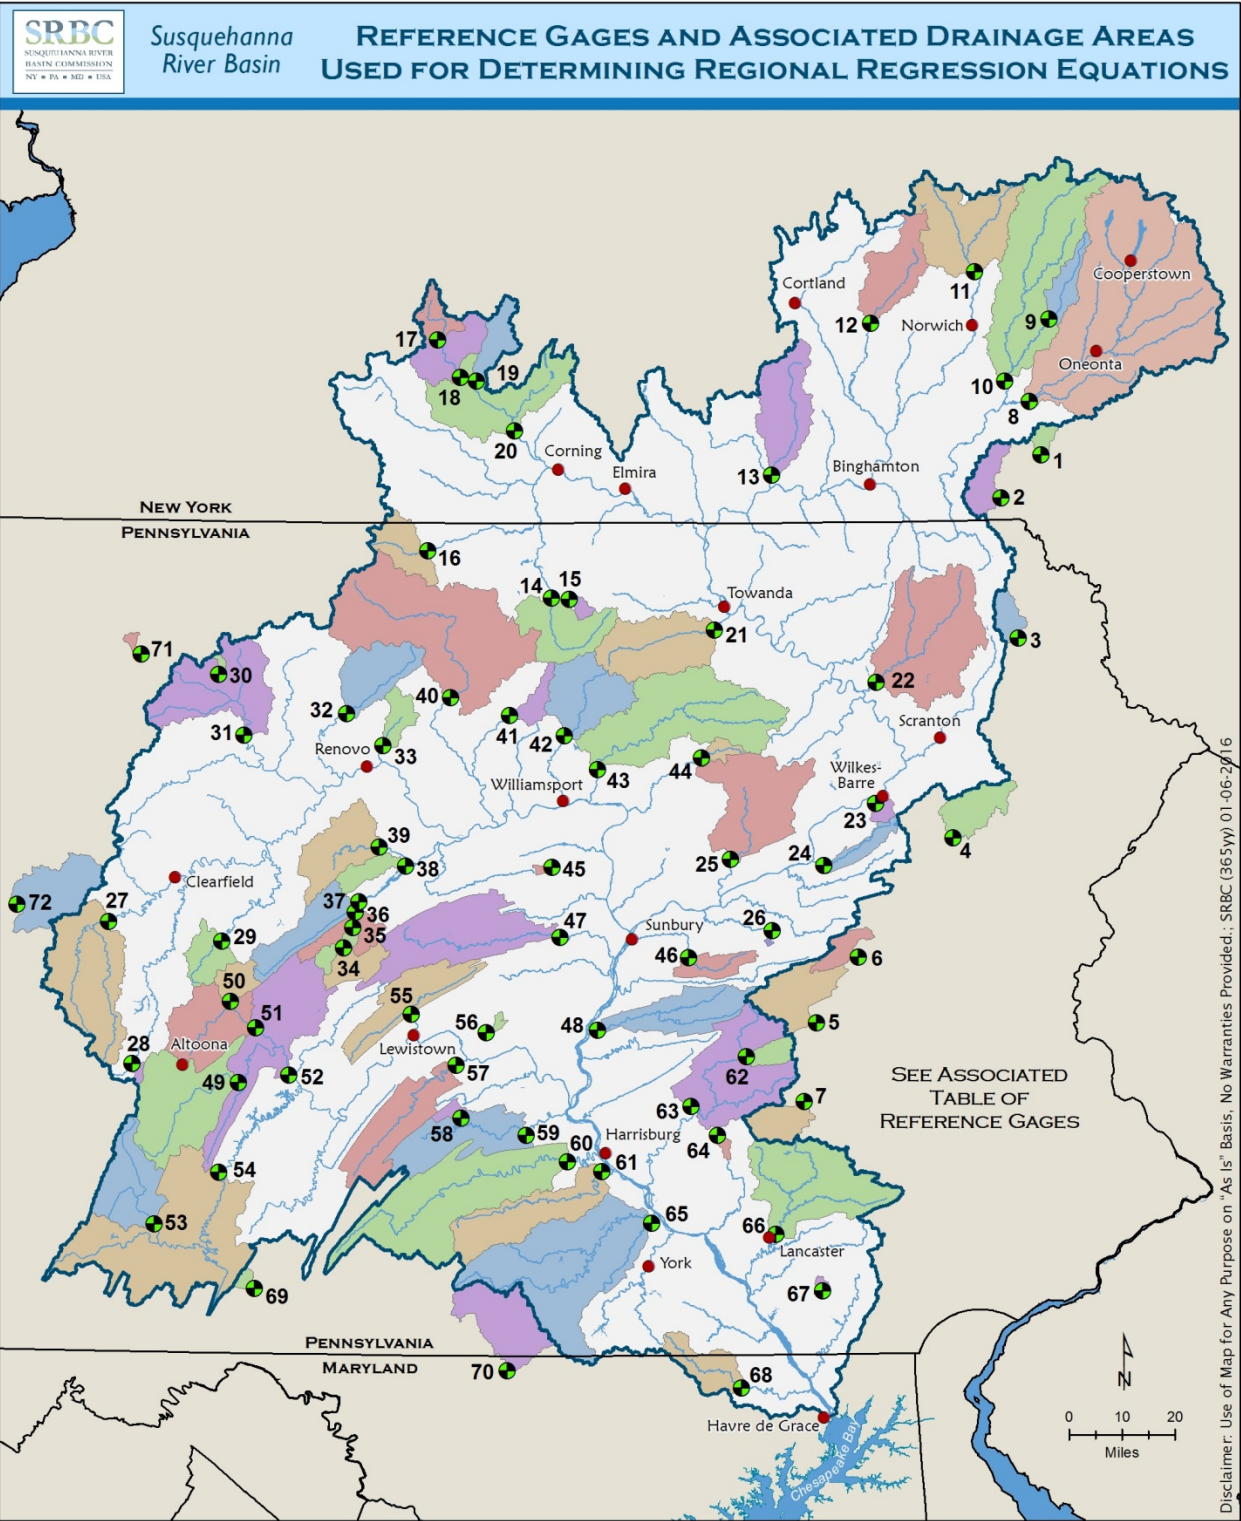 SRBC
SUSQUEHANNA RIVER
BASIN COMMISSION
NY ■ PA ■ MD ■ USA
Susquehanna
River Basin
REFERENCE GAGES AND ASSOCIATED DRAINAGE AREAS
USED FOR DETERMINING REGIONAL REGRESSION EQUATIONS
Cooperstown
11
Cortland
12
Norwich
9
17
Oneonta
19
18
10
8
20
Corning
1
Elmira
13
Binghamton
2
NEW YORK
PENNSYLVANIA
16
14
15
Towanda
21
3
71
30
22
40
32
41
Scranton
31
Renovo
33
42
43
44
Wilkes-
Barre
Williamsport
23
39
4
38
45
25
24
Clearfield
72
27
37
36
47
Sunbury
26
35
29
34
46
6
50
55
51
56
48
5
Altoona
Lewistown
28
57
62
49
52
SEE ASSOCIATED
TABLE OF
REFERENCE GAGES
63
7
58
59
Harrisburg
60
64
61
54
53
65
66
Lancaster
York
69
67
PENNSYLVANIA
MARYLAND
70
68
N
Havre de Grace
0 10 20
Miles
Chesapeake Bay
Disclaimer: Use of Map for Any Purpose on "As Is" Basis, No Warranties Provided.; SRBC (365yy) 01-06-2016